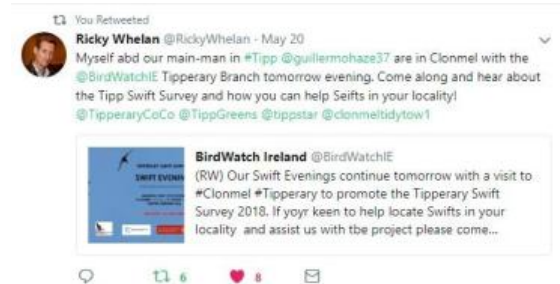 You Retweeted
Ricky Whelan @RickyWhelan - May 20
Myself abd our main-man in #Tipp @guillermohaze37 are in Clonmel with the
@BirdWatchIE Tipperary Branch tomorrow evening. Come along and hear about
the Tipp Swift Survey and how you can help Seifts in your locality!
@TipperaryCoCo @TippGreens @tippstar @clonmeltidytow1
BirdWatch Ireland @BirdWatchIE
(RW) Our Swift Evenings continue tomorrow with a visit to
#Clonmel #Tipperary to promote the Tipperary Swift
Survey 2018. If yoyr keen to help locate Swifts in your
locality and assist us with tbe project please come...
SWIFT EVENING
6 8